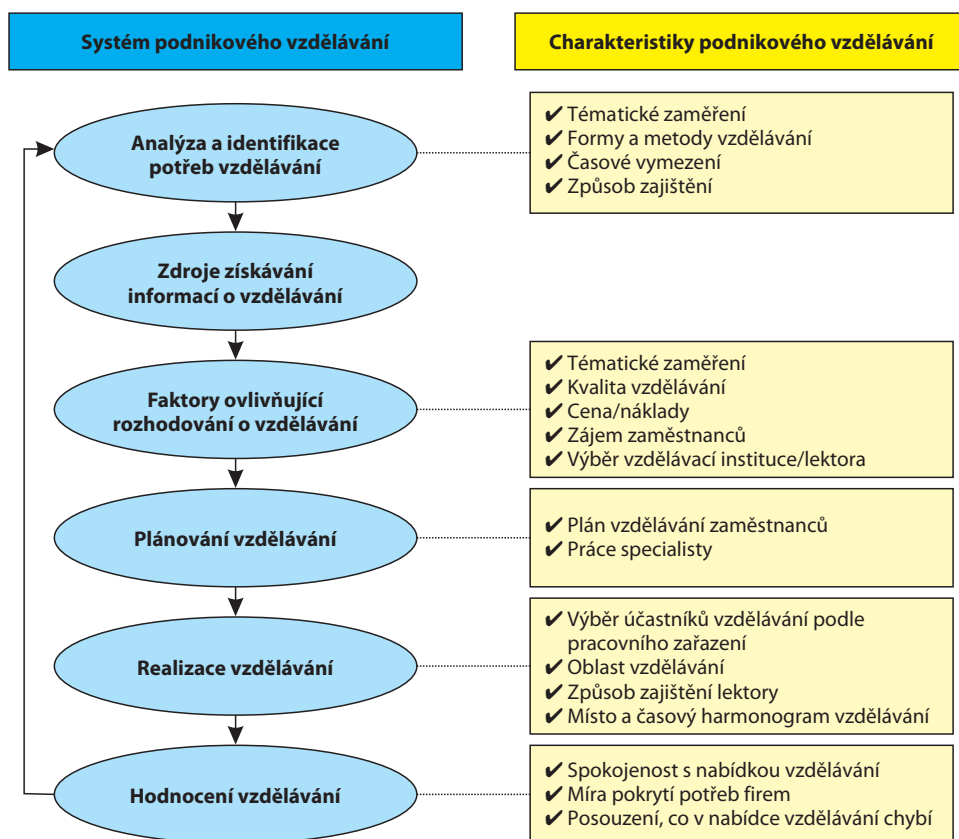 Systém podnikového vzdělávání
Charakteristiky podnikového vzdělávání
Analýza a identifikace
potřeb vzdělávání
✔ Tématické zaměření
✔ Formy a metody vzdělávání
✔ Časové vymezení
✔ Způsob zajištění
Zdroje získávání
informací o vzdělávání
Faktory ovlivňující
rozhodování o vzdělávání
✔ Tématické zaměření
✔ Kvalita vzdělávání
✔ Cena/náklady
✔ Zájem zaměstnanců
✔ Výběr vzdělávací instituce/lektora
Plánování vzdělávání
✔ Plán vzdělávání zaměstnanců
✔ Práce specialisty
Realizace vzdělávání
✔ Výběr účastníků vzdělávání podle
pracovního zařazení
✔ Oblast vzdělávání
✔ Způsob zajištění lektory
✔ Místo a časový harmonogram vzdělávání
Hodnocení vzdělávání
✔ Spokojenost s nabídkou vzdělávání
✔ Míra pokrytí potřeb firem
✔ Posouzení, co v nabídce vzdělávání chybí